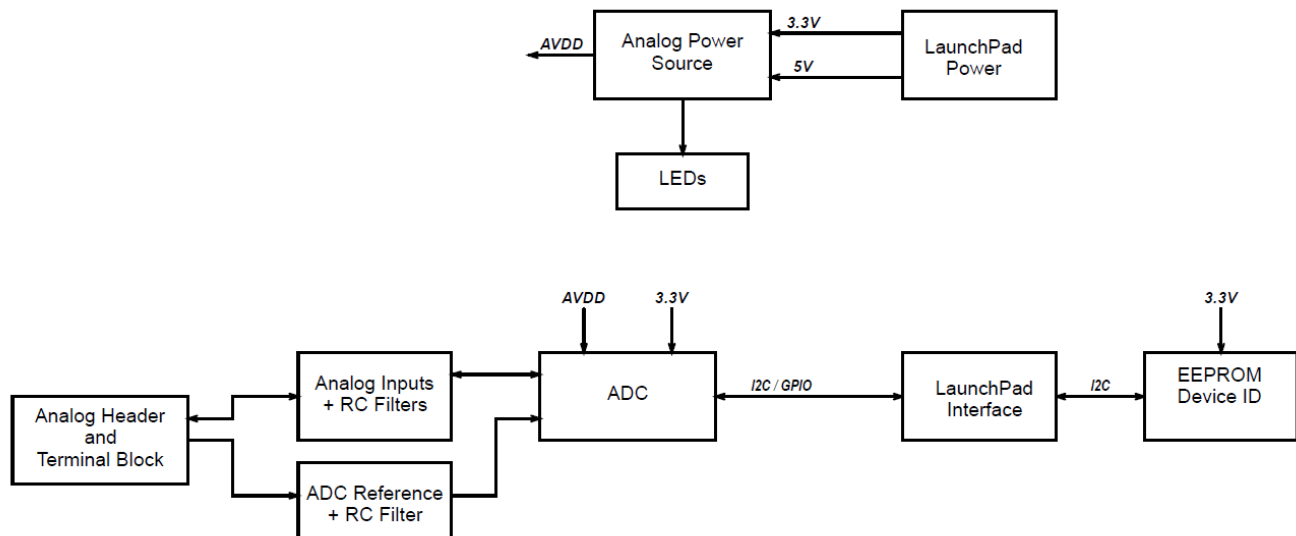 AVDD
Analog Power
Source
3.3V
5V
LaunchPad
Power
LEDs
AVDD
3.3V
3.3V
Analog Header
and
Terminal Block
Analog Inputs
+ RC Filters
ADC Reference
+ RC Filter
ADC
I2C / GPIO
LaunchPad
Interface
I2C
EEPROM
Device ID